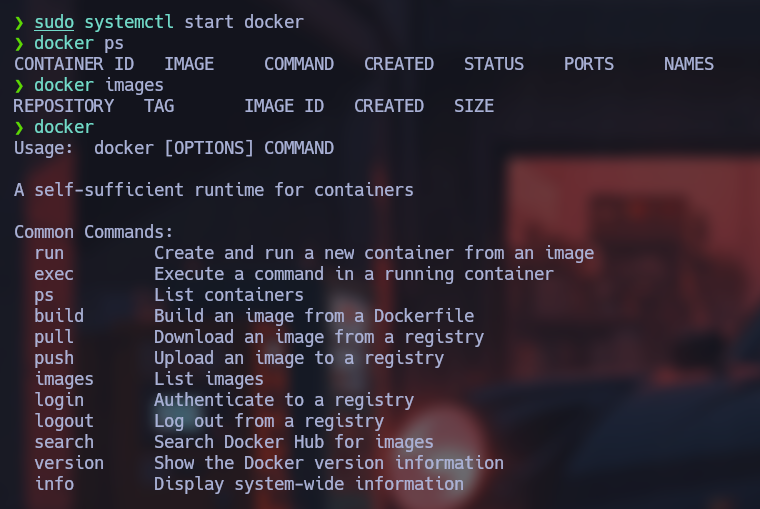 ❯ sudo systemctl start docker
❯ docker ps
CONTAINER ID   IMAGE     COMMAND   CREATED   STATUS    PORTS     NAMES
❯ docker images
REPOSITORY   TAG       IMAGE ID   CREATED   SIZE
❯ docker
Usage:  docker [OPTIONS] COMMAND

A self-sufficient runtime for containers

Common Commands:
  run         Create and run a new container from an image
  exec        Execute a command in a running container
  ps          List containers
  build       Build an image from a Dockerfile
  pull        Download an image from a registry
  push        Upload an image to a registry
  images      List images
  login       Authenticate to a registry
  logout      Log out from a registry
  search      Search Docker Hub for images
  version     Show the Docker version information
  info        Display system-wide information